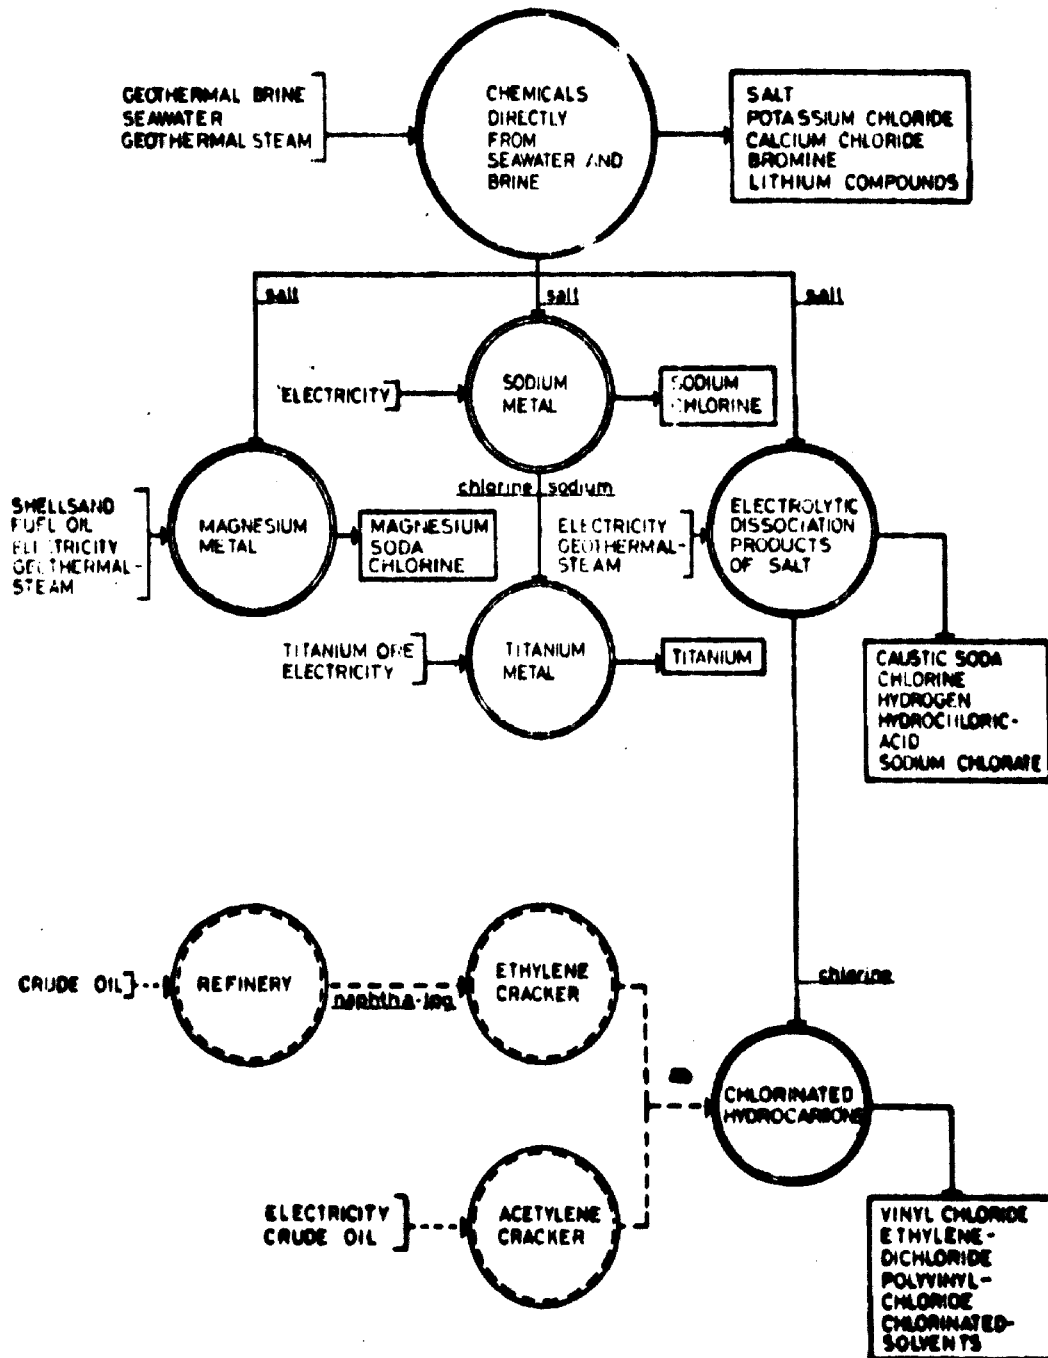 GEOTHERMAL BRINE
SEAWATER
GEOTHERMAL STEAM
CHEMICALS
DIRECTLY
FROM
SEAWATER AND
BRINE
SALT
POTASSIUM CHLORIDE
CALCIUM CHLORIDE
BROMINE
LITHIUM COMPOUNDS
salt
salt
salt
ELECTRICITY
SODIUM
METAL
SODIUM
CHLORINE
SHELLSAND
FUEL OIL
ELECTRICITY
GEOTHERMAL-
STEAM
MAGNESIUM
METAL
MAGNESIUM
SODA
CHLORINE
chlorine
sodium
ELECTRICITY
GEOTHERMAL-
STEAM
ELECTROLYTIC
DISSOCIATION
PRODUCTS
OF SALT
TITANIUM ORE
ELECTRICITY
TITANIUM
METAL
TITANIUM
CAUSTIC SODA
CHLORINE
HYDROGEN
HYDROCHLORIC-
ACID
SODIUM CHLORATE
CRUDE OIL
REFINERY
naphtha-lpg
ETHYLENE
CRACKER
chlorine
CHLORINATED
HYDROCARBONS
ELECTRICITY
CRUDE OIL
ACETYLENE
CRACKER
VINYL CHLORIDE
ETHYLENE-
DICHLORIDE
POLYVINYL-
CHLORIDE
CHLORINATED-
SOLVENTS